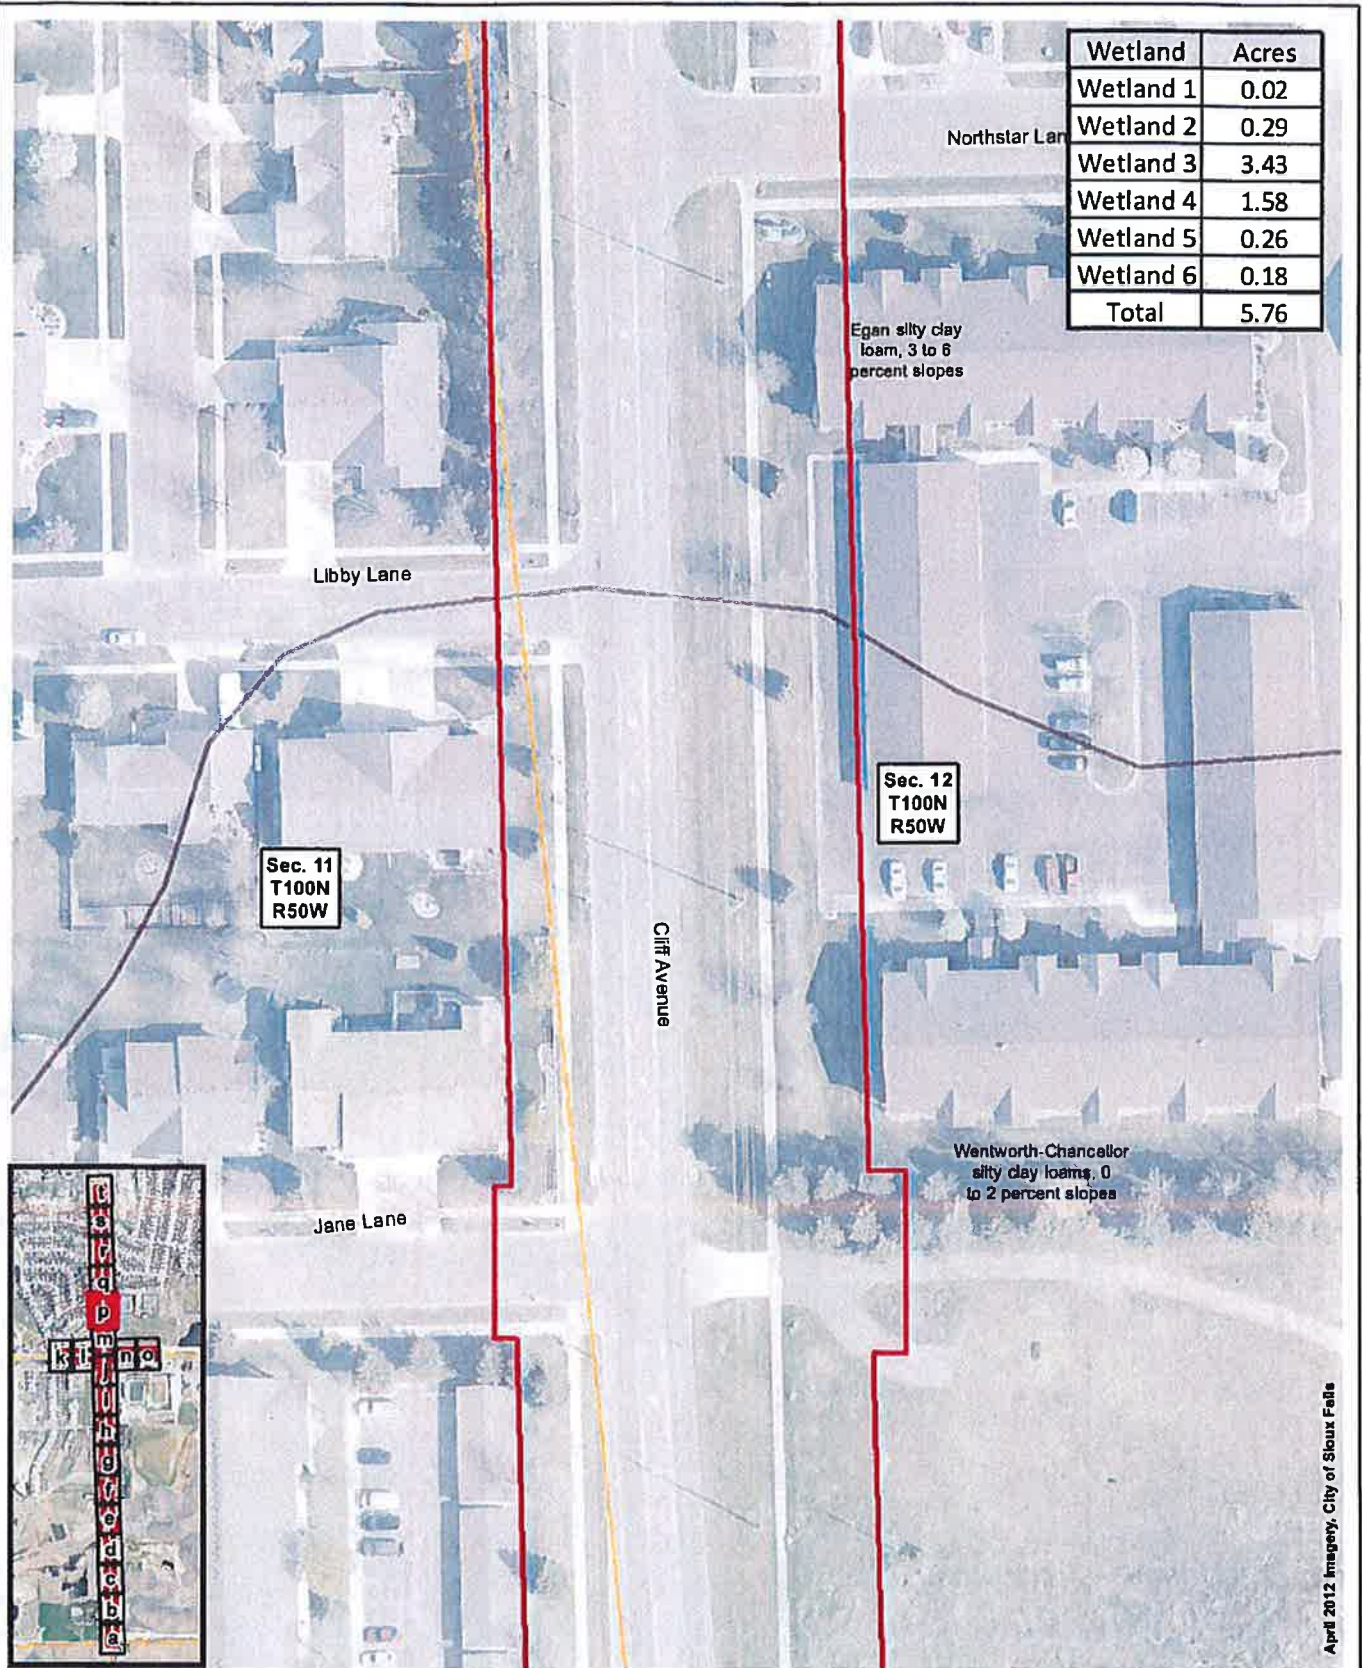 Wetland Acres
Wetland 1 0.02
Wetland 2 0.29
Wetland 3 3.43
Wetland 4 1.58
Wetland 5 0.26
Wetland 6 0.18
Total 5.76
Northstar Lan
Egan silty clay
loam, 3 to 6
percent slopes
Libby Lane
Sec. 12
T100N
R50W
Sec. 11
T100N
R50W
Cliff Avenue
Wentworth-Chancellor
silty clay loams, 0
to 2 percent slopes
Jane Lane
t
s
r
q
p
m
k n o
j
h
g
f
e
d
c
b
a
April 2012 Imagery, City of Sioux Falls